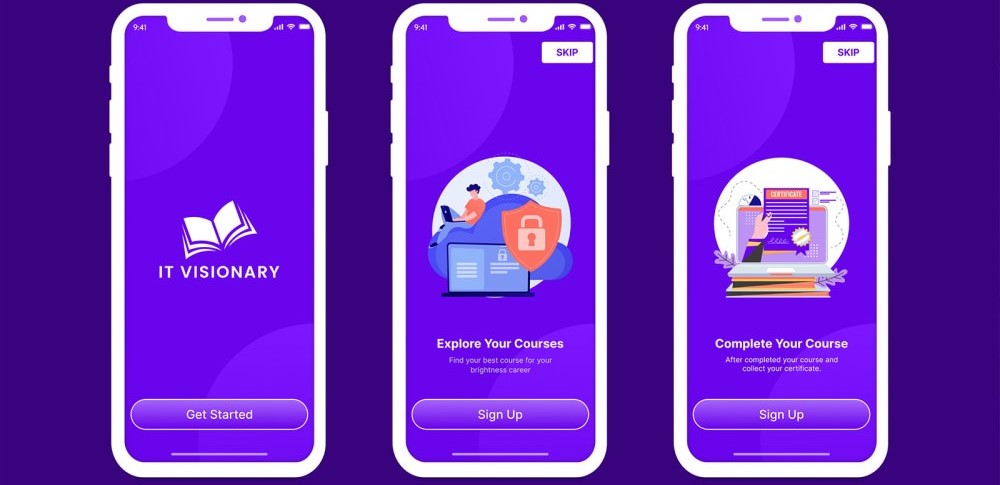 9:41
IT VISIONARY
Get Started
9:41
SKIP
Explore Your Courses
Find your best course for your
brightness career
Sign Up
9:41
SKIP
CERTIFICATE
Complete Your Course
After completed your course and
collect your certificate.
Sign Up